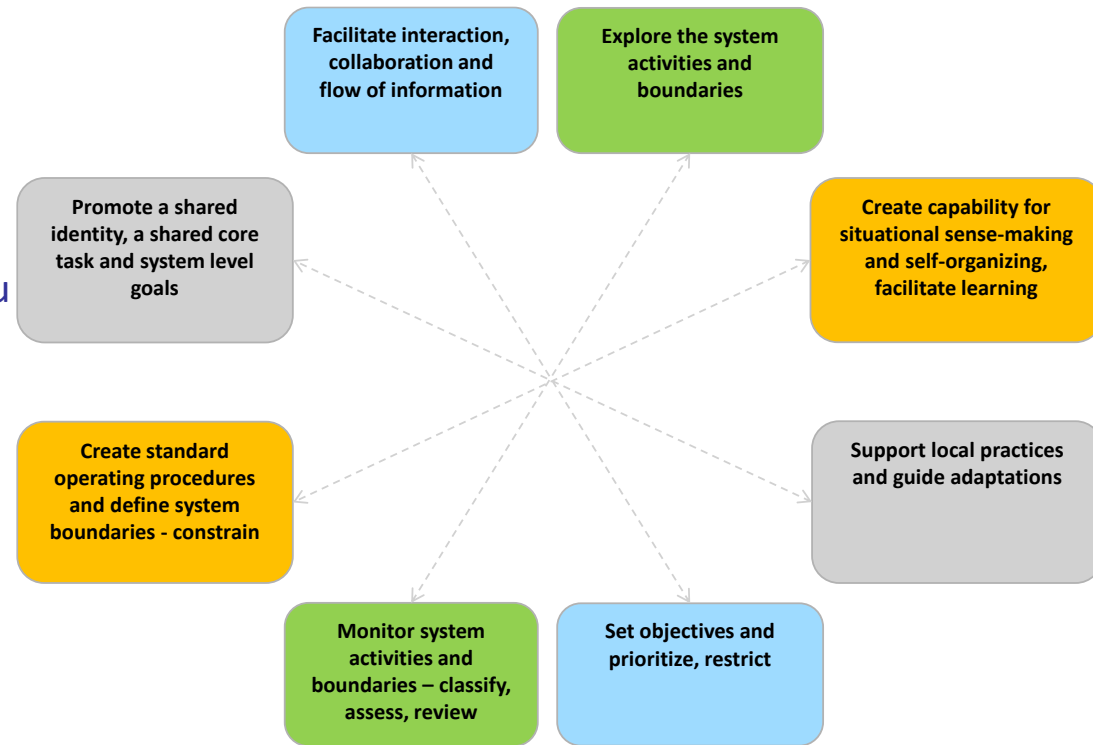 Facilitate interaction,
collaboration and
flow of information
Explore the system
activities and
boundaries
Promote a shared
identity, a shared core
task and system level
goals
Create capability for
situational sense-making
and self-organizing,
facilitate learning
u
Create standard
operating procedures
and define system
boundaries - constrain
Support local practices
and guide adaptations
Monitor system
activities and
boundaries – classify,
assess, review
Set objectives and
prioritize, restrict